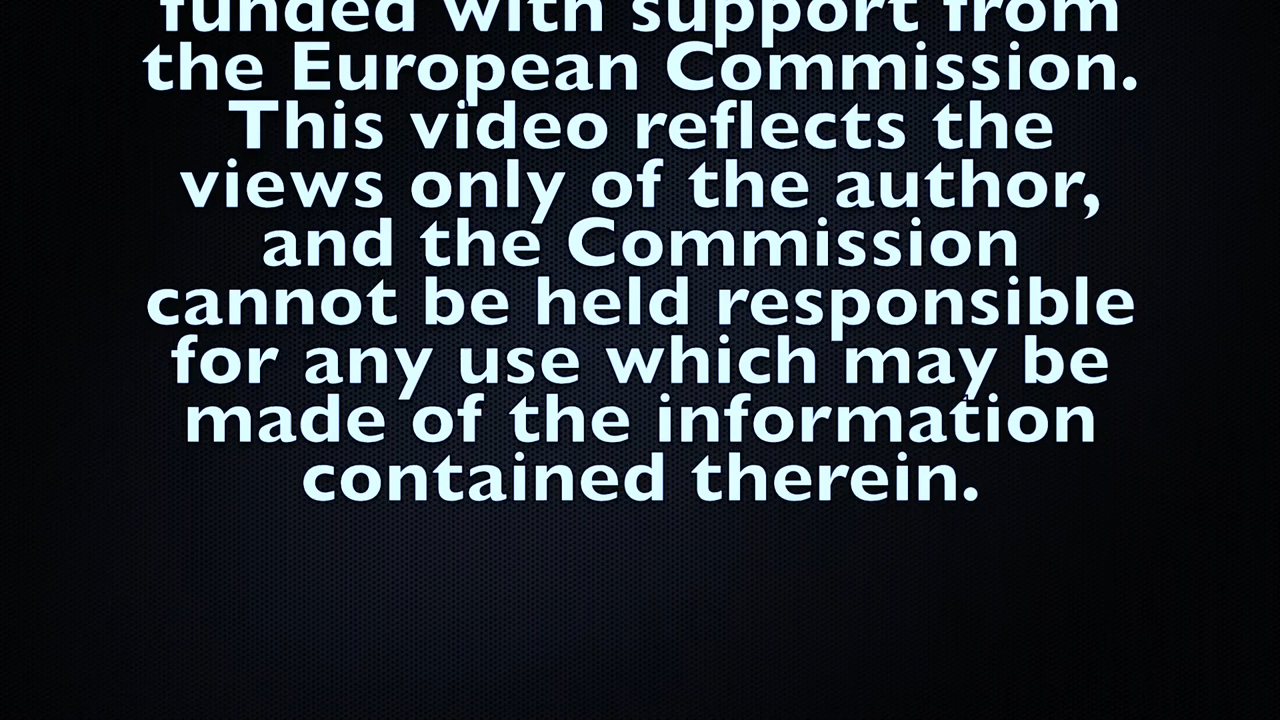 funded with support from
the European Commission.
This video reflects the
views only of the author,
and the Commission
cannot be held responsible
for any use which may be
made of the information
contained therein.